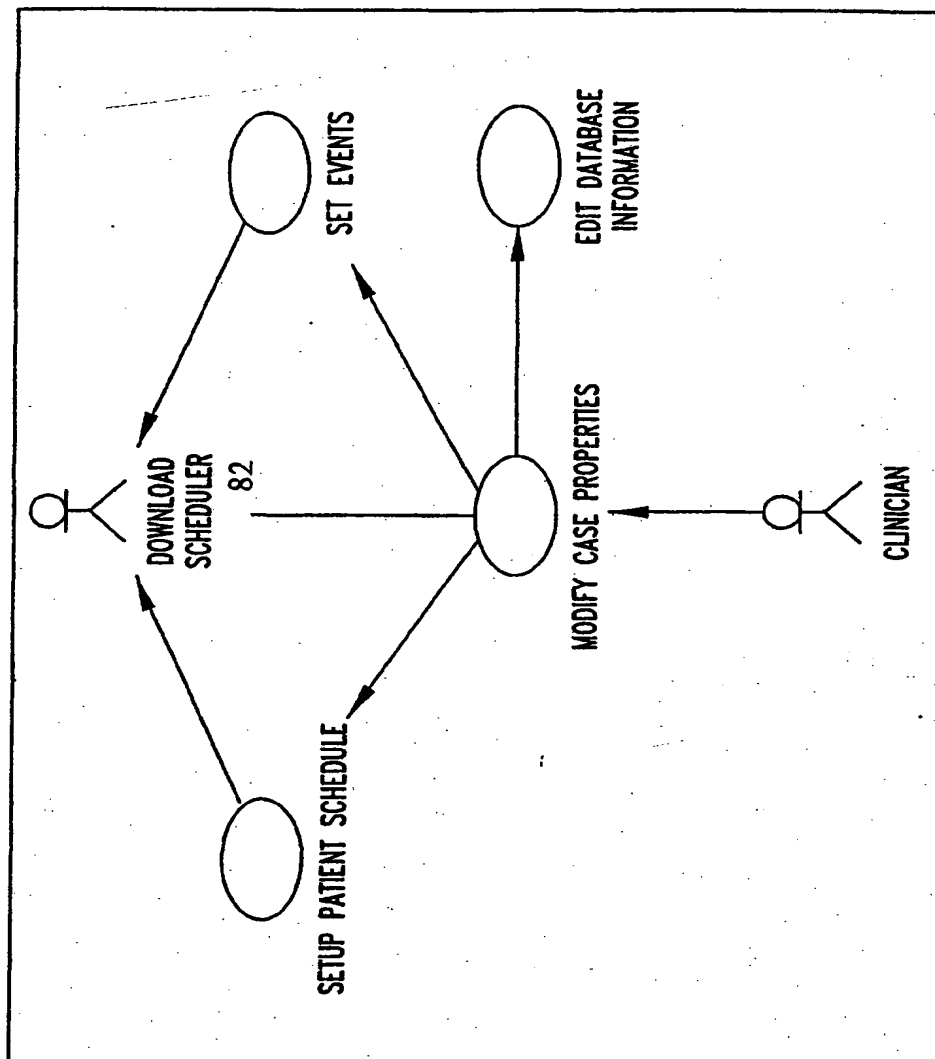 SETUP PATIENT SCHEDULE
DOWNLOAD
SCHEDULER
82
SET EVENTS
MODIFY CASE PROPERTIES
EDIT DATABASE
INFORMATION
CLINICIAN